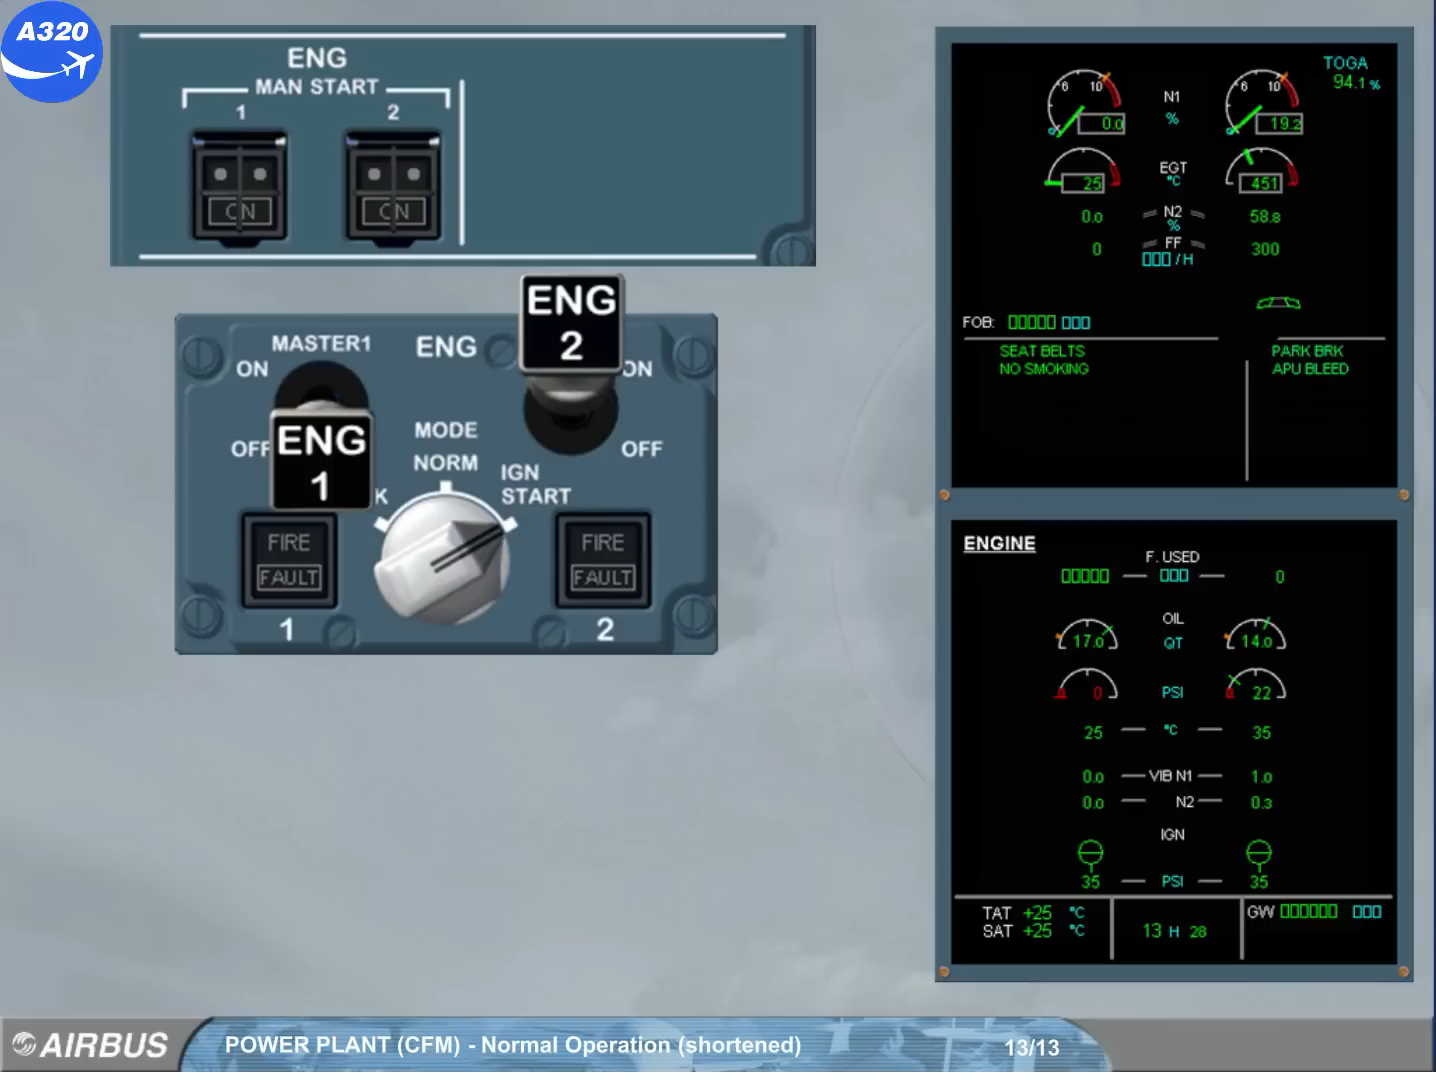 A320
ENG
MAN START
1 2
ON ON
MASTER1 ENG
ENG 2
ON ON
OFF OFF
ENG 1
MODE
NORM
IGN
START
K
FIRE FIRE
FAULT FAULT
1 2
TOGA
94.1 %
6 10 6 10
N1
%
0.0 19.2
EGT
°C
25 451
0.0 N2 58.8
%
0 FF 300
/ H
FOB:
SEAT BELTS PARK BRK
NO SMOKING APU BLEED
ENGINE
F. USED
0
OIL
17.0 QT 14.0
0 PSI 22
25 °C 35
0.0 VIB N1 1.0
0.0 N2 0.3
IGN
35 PSI 35
TAT +25 °C GW
SAT +25 °C 13 H 28
AIRBUS
POWER PLANT (CFM) - Normal Operation (shortened) 13/13